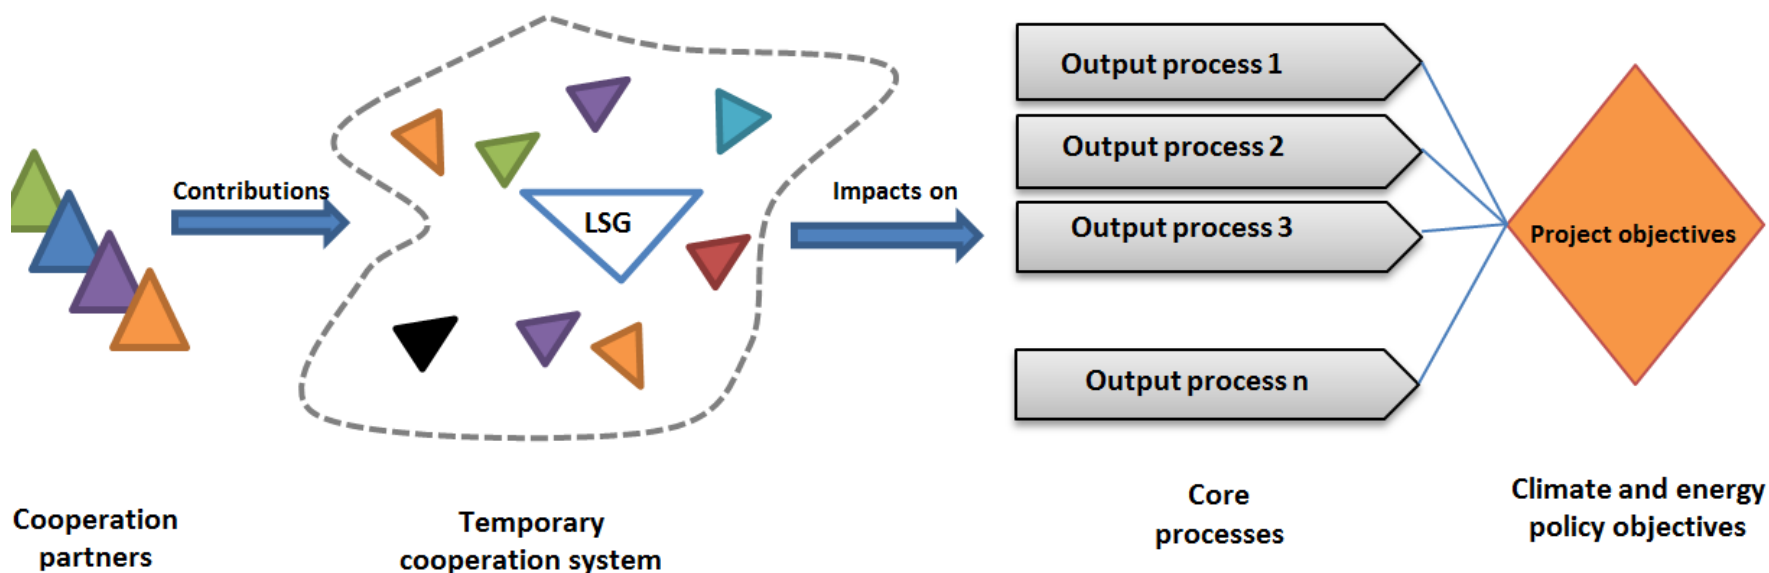 Contributions
LSG
Impacts on
Output process 1
Output process 2
Output process 3
Output process n
Project objectives
Cooperation
partners
Temporary
cooperation system
Core
processes
Climate and energy
policy objectives